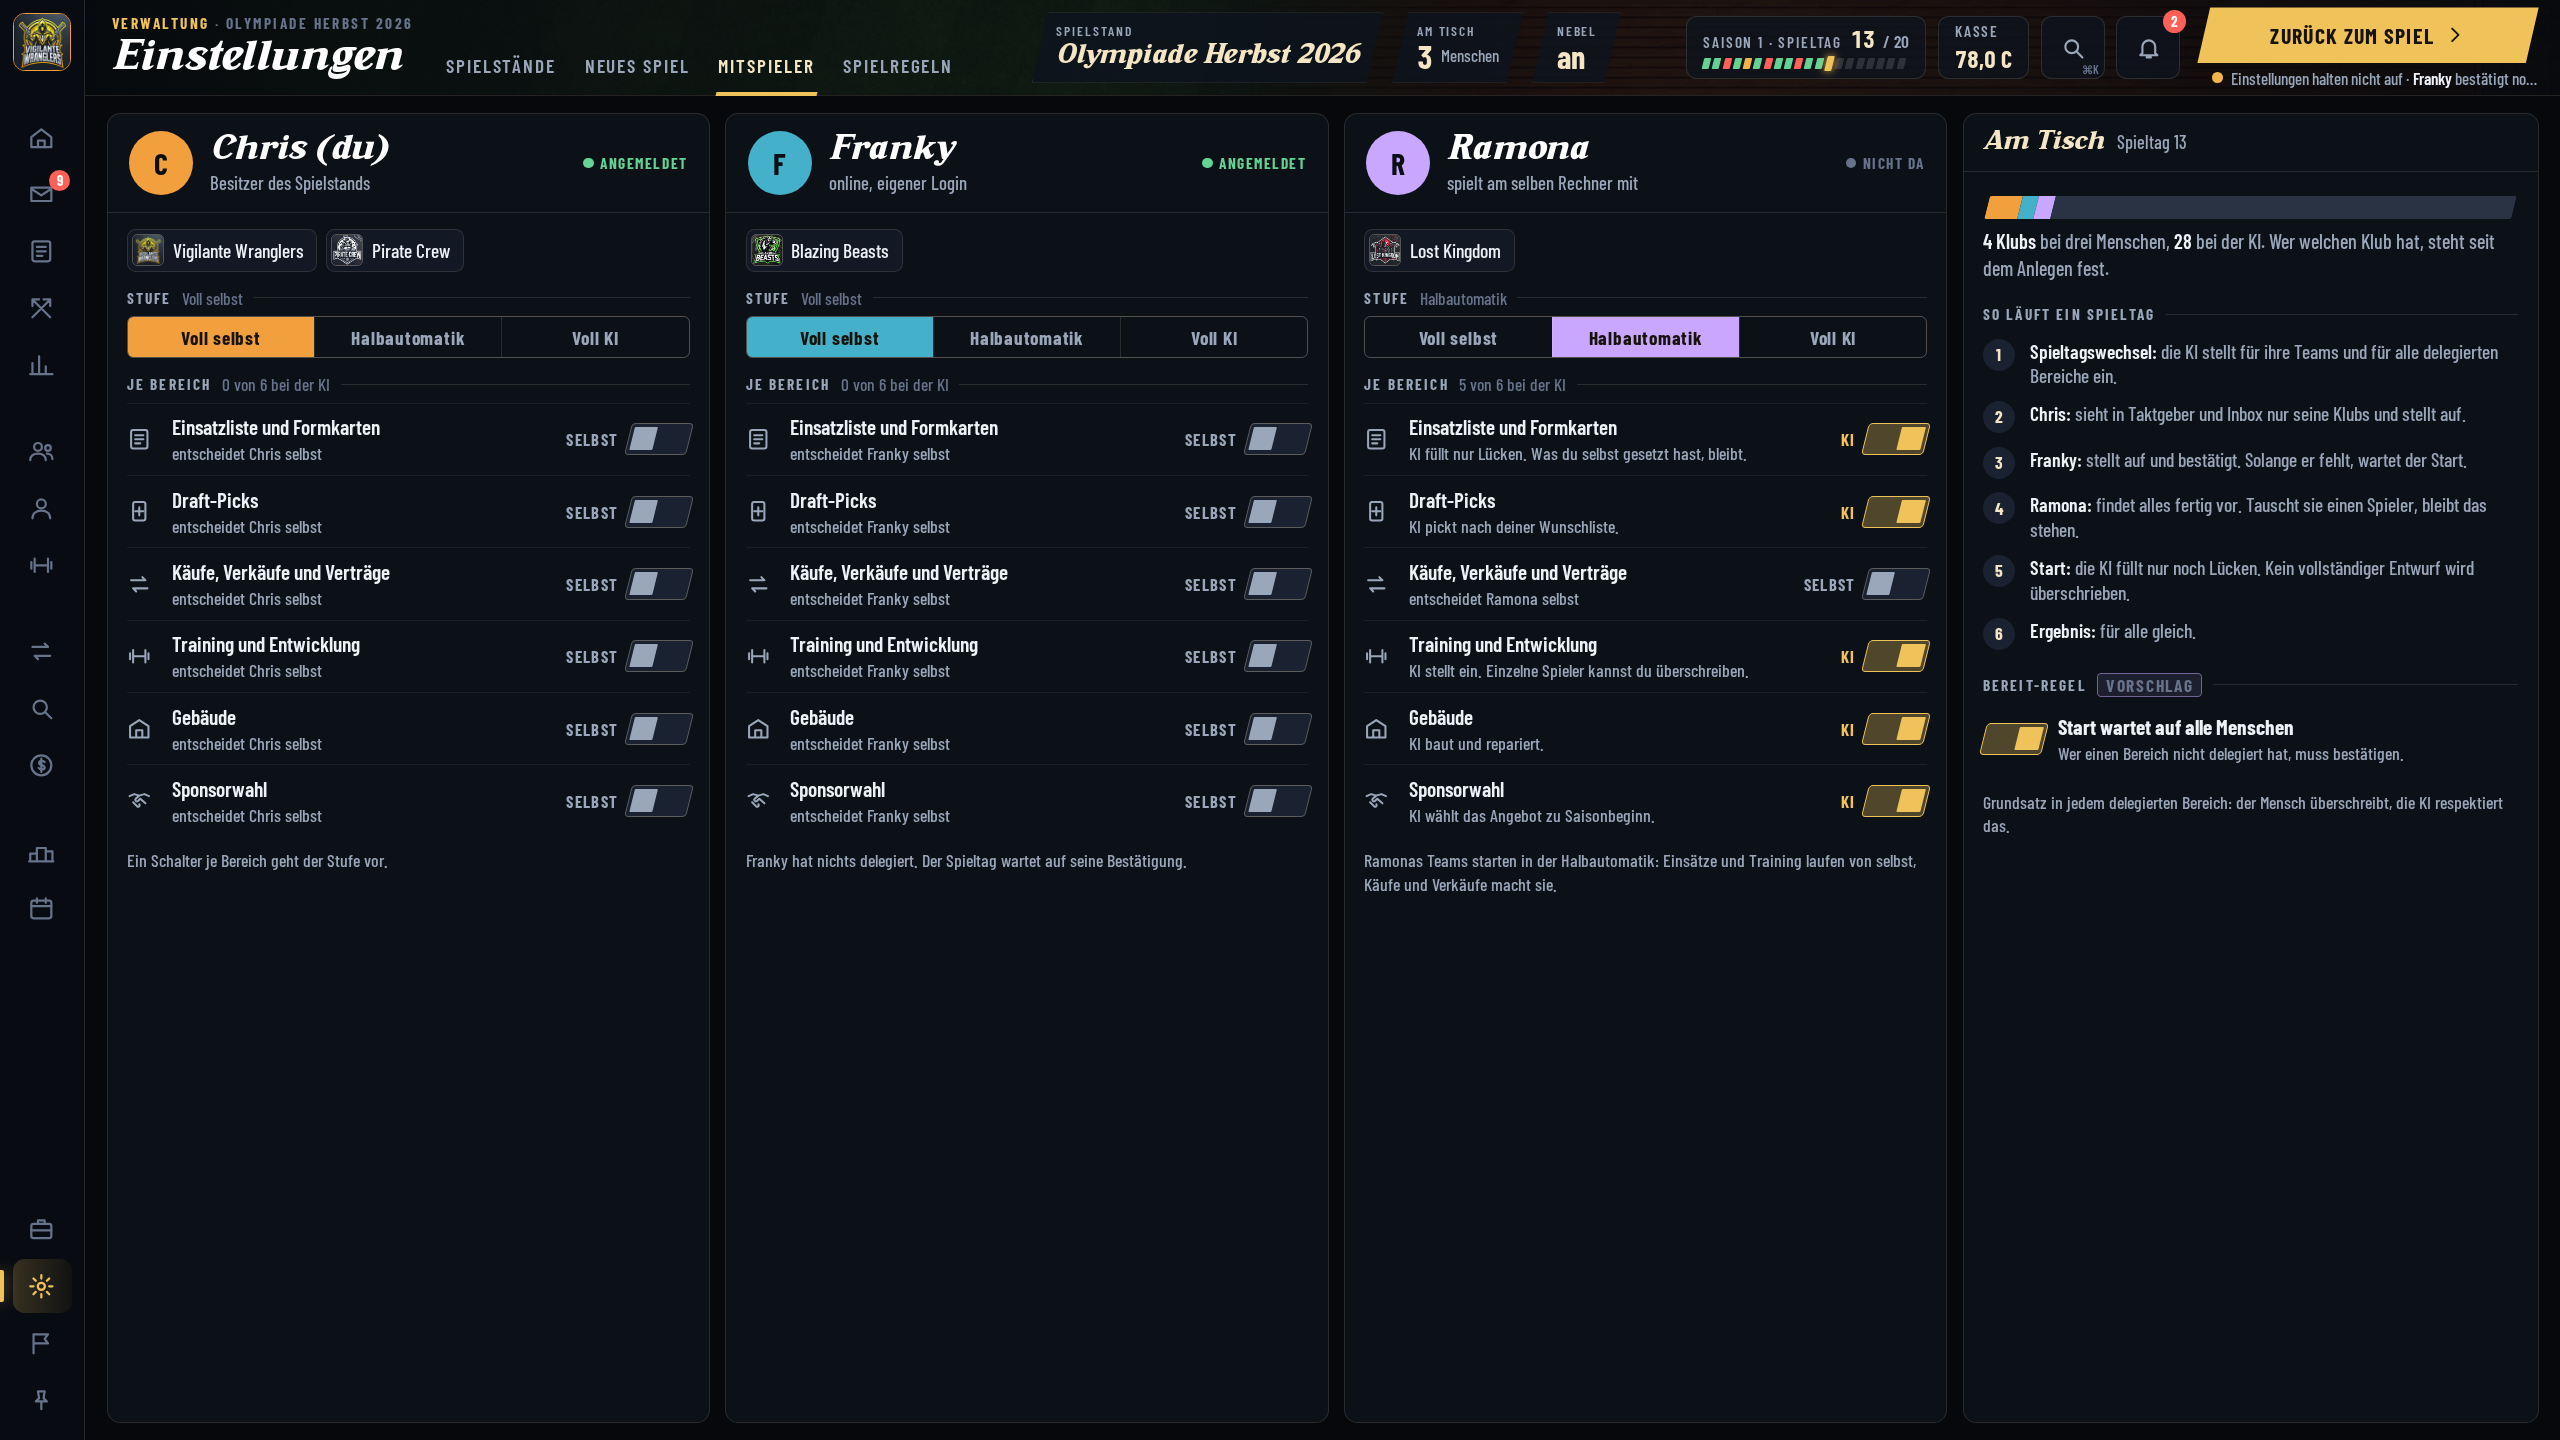 VERWALTUNG · OLYMPIADE HERBST 2026
Einstellungen
SPIELSTÄNDE
NEUES SPIEL
MITSPIELER
SPIELREGELN
SPIELSTAND
Olympiade Herbst 2026
AM TISCH
3 Menschen
NEBEL
an
SAISON 1 · SPIELTAG 13 / 20
KASSE
78,0 C
⌘K
2
ZURÜCK ZUM SPIEL
Einstellungen halten nicht auf · Franky bestätigt no...
9
C
Chris (du)
Besitzer des Spielstands
ANGEMELDET
Vigilante Wranglers
Pirate Crew
STUFE Voll selbst
Voll selbst
Halbautomatik
Voll KI
JE BEREICH 0 von 6 bei der KI
Einsatzliste und Formkarten
entscheidet Chris selbst
SELBST
Draft-Picks
entscheidet Chris selbst
SELBST
Käufe, Verkäufe und Verträge
entscheidet Chris selbst
SELBST
Training und Entwicklung
entscheidet Chris selbst
SELBST
Gebäude
entscheidet Chris selbst
SELBST
Sponsorwahl
entscheidet Chris selbst
SELBST
Ein Schalter je Bereich geht der Stufe vor.
F
Franky
online, eigener Login
ANGEMELDET
Blazing Beasts
STUFE Voll selbst
Voll selbst
Halbautomatik
Voll KI
JE BEREICH 0 von 6 bei der KI
Einsatzliste und Formkarten
entscheidet Franky selbst
SELBST
Draft-Picks
entscheidet Franky selbst
SELBST
Käufe, Verkäufe und Verträge
entscheidet Franky selbst
SELBST
Training und Entwicklung
entscheidet Franky selbst
SELBST
Gebäude
entscheidet Franky selbst
SELBST
Sponsorwahl
entscheidet Franky selbst
SELBST
Franky hat nichts delegiert. Der Spieltag wartet auf seine Bestätigung.
R
Ramona
spielt am selben Rechner mit
NICHT DA
Lost Kingdom
STUFE Halbautomatik
Voll selbst
Halbautomatik
Voll KI
JE BEREICH 5 von 6 bei der KI
Einsatzliste und Formkarten
KI füllt nur Lücken. Was du selbst gesetzt hast, bleibt.
KI
Draft-Picks
KI pickt nach deiner Wunschliste.
KI
Käufe, Verkäufe und Verträge
entscheidet Ramona selbst
SELBST
Training und Entwicklung
KI stellt ein. Einzelne Spieler kannst du überschreiben.
KI
Gebäude
KI baut und repariert.
KI
Sponsorwahl
KI wählt das Angebot zu Saisonbeginn.
KI
Ramonas Teams starten in der Halbautomatik: Einsätze und Training laufen von selbst,
Käufe und Verkäufe macht sie.
Am Tisch Spieltag 13
4 Klubs bei drei Menschen, 28 bei der KI. Wer welchen Klub hat, steht seit
dem Anlegen fest.
SO LÄUFT EIN SPIELTAG
1 Spieltagswechsel: die KI stellt für ihre Teams und für alle delegierten
Bereiche ein.
2 Chris: sieht in Taktgeber und Inbox nur seine Klubs und stellt auf.
3 Franky: stellt auf und bestätigt. Solange er fehlt, wartet der Start.
4 Ramona: findet alles fertig vor. Tauscht sie einen Spieler, bleibt das
stehen.
5 Start: die KI füllt nur noch Lücken. Kein vollständiger Entwurf wird
überschrieben.
6 Ergebnis: für alle gleich.
BEREIT-REGEL VORSCHLAG
Start wartet auf alle Menschen
Wer einen Bereich nicht delegiert hat, muss bestätigen.
Grundsatz in jedem delegierten Bereich: der Mensch überschreibt, die KI respektiert
das.